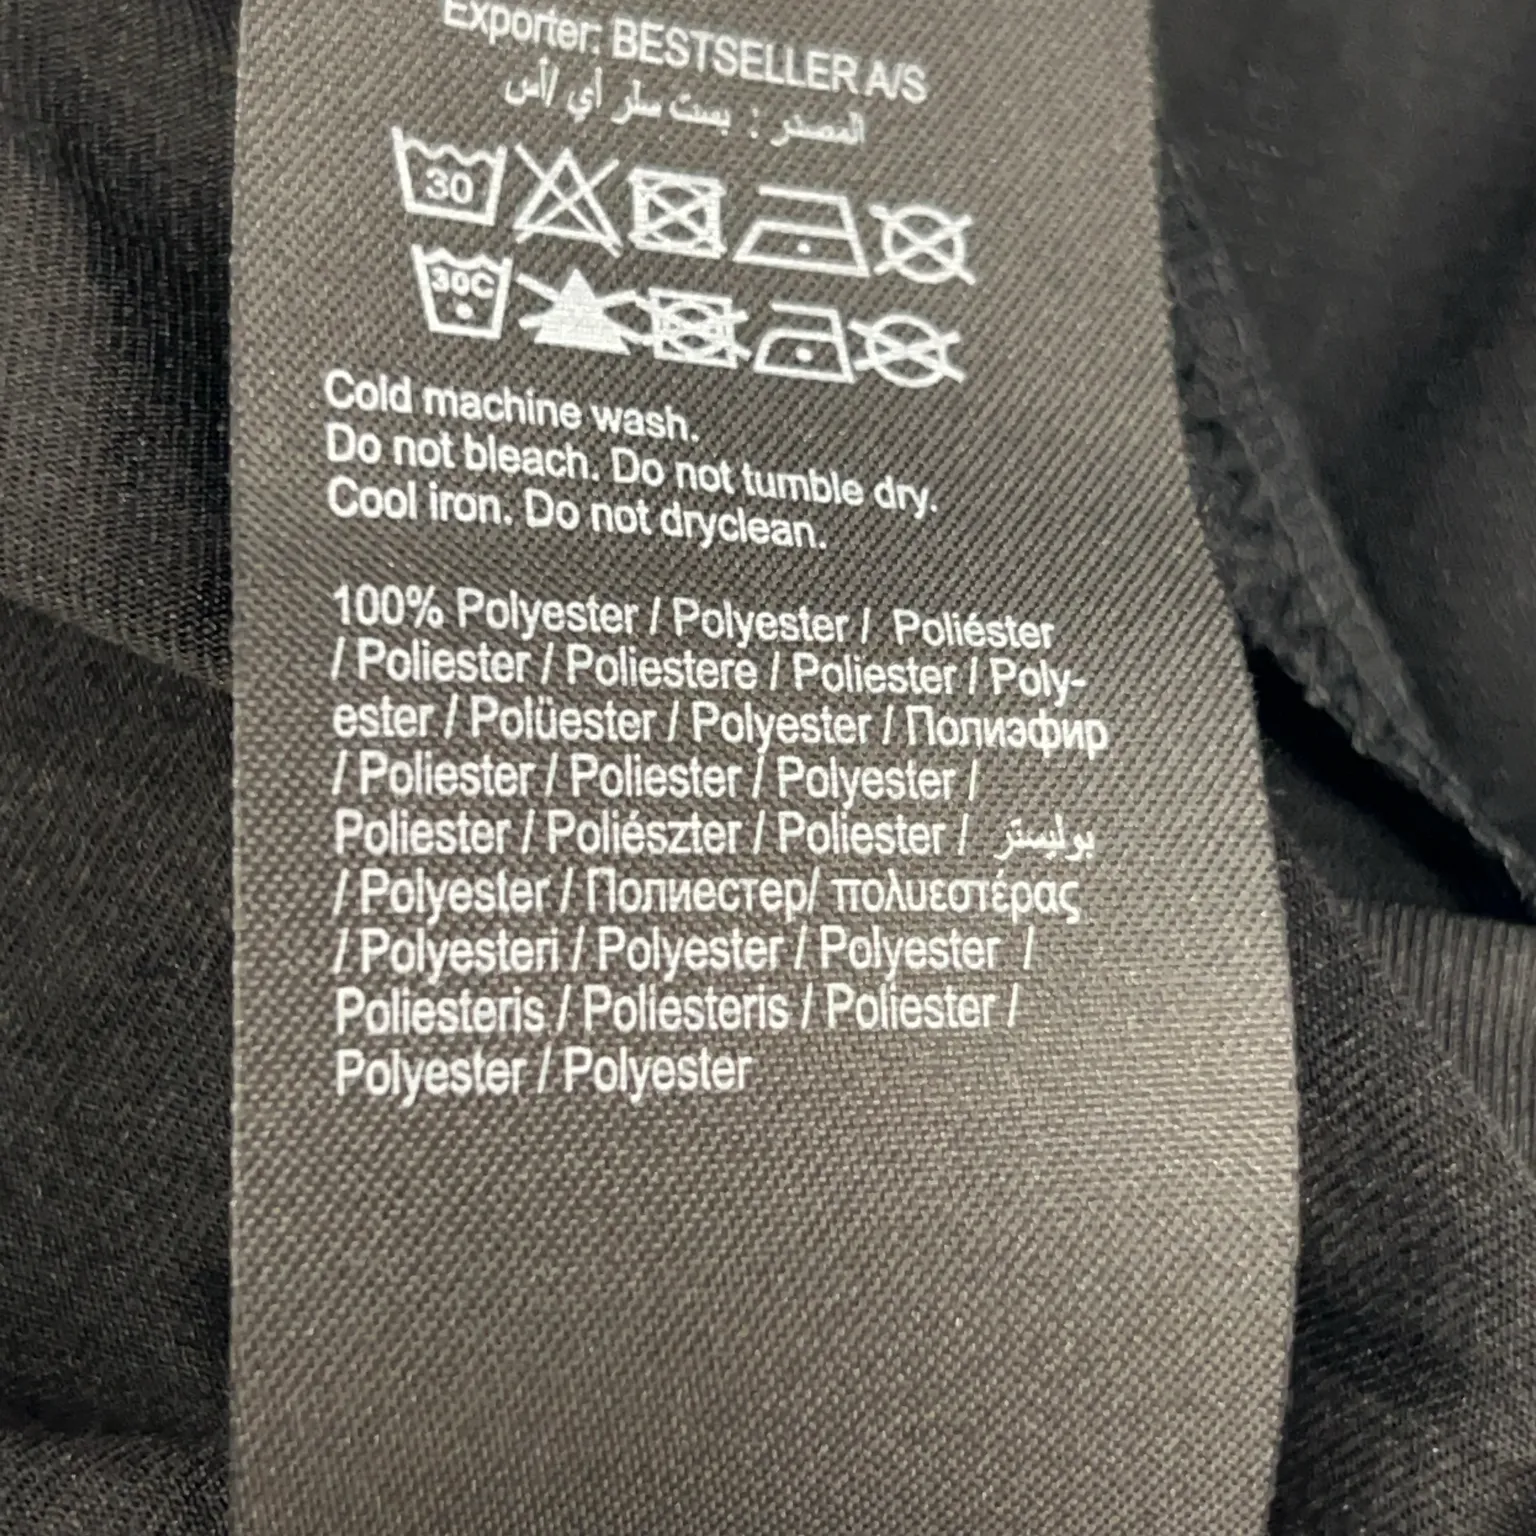 Exporter: BESTSELLER A/S
المصدر : بست سلر أي /أس
30
30C
Cold machine wash.
Do not bleach. Do not tumble dry.
Cool iron. Do not dryclean.
100% Polyester / Polyester / Poliéster
/ Poliester / Poliestere / Poliester / Poly-
ester / Polüester / Polyester / Полиэфир
/ Poliester / Poliester / Polyester /
Poliester / Poliészter / Poliester / بوليستر
/ Polyester / Полиестер/ πολυεστέρας
/ Polyesteri / Polyester / Polyester /
Poliesteris / Poliesteris / Poliester /
Polyester / Polyester